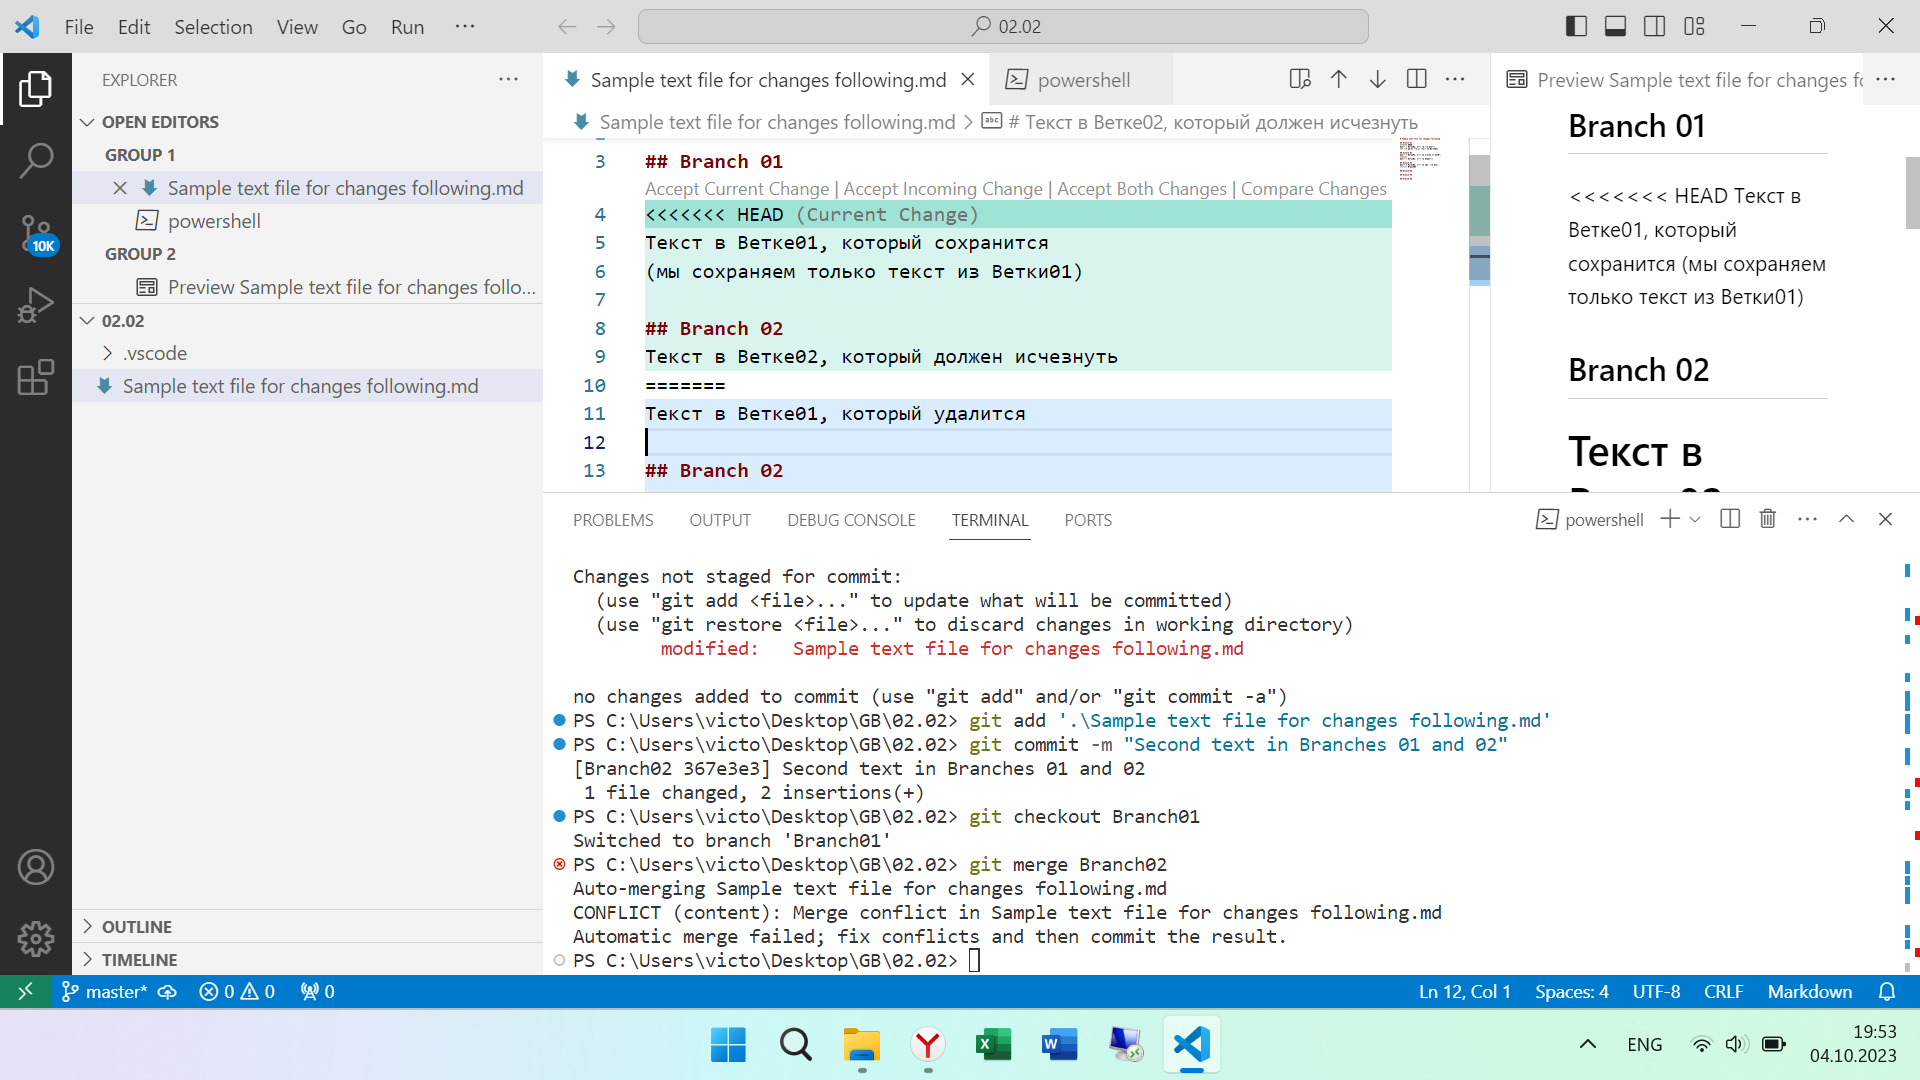 File Edit Selection View Go Run ···
02.02
EXPLORER
OPEN EDITORS
GROUP 1
Sample text file for changes following.md
powershell
GROUP 2
Preview Sample text file for changes follo...
02.02
.vscode
Sample text file for changes following.md
10K
OUTLINE
TIMELINE
Sample text file for changes following.md
powershell
Sample text file for changes following.md > # Текст в Ветке02, который должен исчезнуть
3 ## Branch 01
Accept Current Change | Accept Incoming Change | Accept Both Changes | Compare Changes
4 <<<<<<< HEAD (Current Change)
5 Текст в Ветке01, который сохранится
6 (мы сохраняем только текст из Ветки01)
7
8 ## Branch 02
9 Текст в Ветке02, который должен исчезнуть
10 =======
11 Текст в Ветке01, который удалится
12
13 ## Branch 02
Preview Sample text file for changes fo
Branch 01
<<<<<<< HEAD Текст в
Ветке01, который
сохранится (мы сохраняем
только текст из Ветки01)
Branch 02
Текст в
PROBLEMS OUTPUT DEBUG CONSOLE TERMINAL PORTS
powershell
Changes not staged for commit:
(use "git add <file>..." to update what will be committed)
(use "git restore <file>..." to discard changes in working directory)
modified: Sample text file for changes following.md
no changes added to commit (use "git add" and/or "git commit -a")
PS C:\Users\victo\Desktop\GB\02.02> git add '.\Sample text file for changes following.md'
PS C:\Users\victo\Desktop\GB\02.02> git commit -m "Second text in Branches 01 and 02"
[Branch02 367e3e3] Second text in Branches 01 and 02
1 file changed, 2 insertions(+)
PS C:\Users\victo\Desktop\GB\02.02> git checkout Branch01
Switched to branch 'Branch01'
PS C:\Users\victo\Desktop\GB\02.02> git merge Branch02
Auto-merging Sample text file for changes following.md
CONFLICT (content): Merge conflict in Sample text file for changes following.md
Automatic merge failed; fix conflicts and then commit the result.
PS C:\Users\victo\Desktop\GB\02.02>
master* 0 0 0
Ln 12, Col 1 Spaces: 4 UTF-8 CRLF Markdown
ENG
19:53
04.10.2023